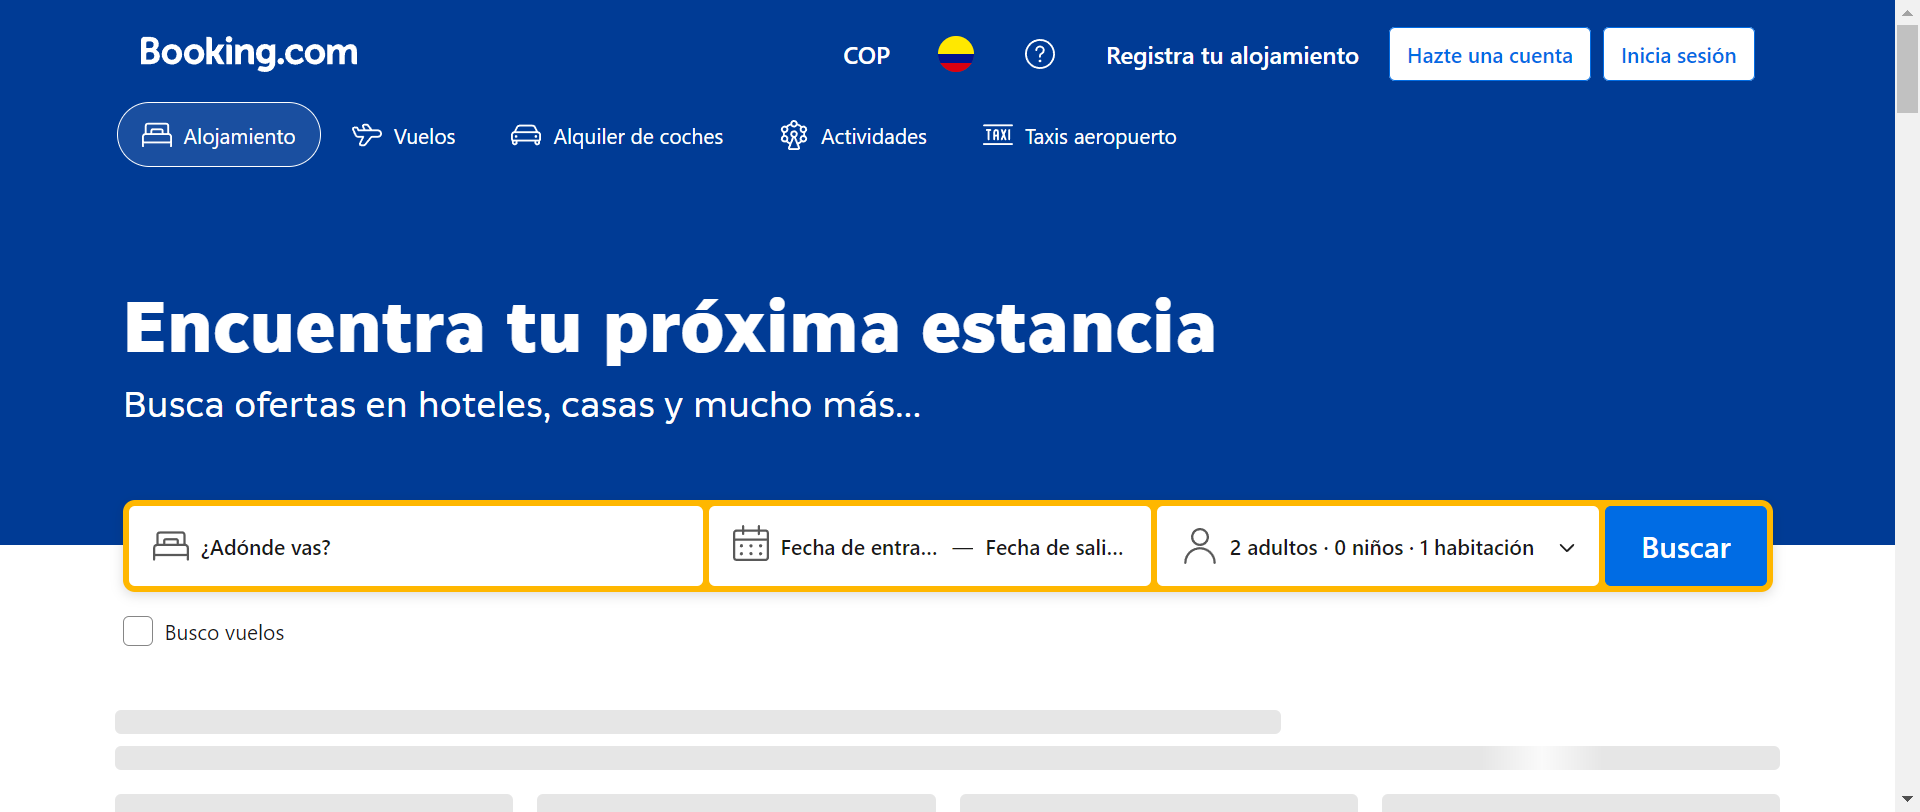 Booking.com
COP
?
Registra tu alojamiento
Hazte una cuenta
Inicia sesión
Alojamiento
Vuelos
Alquiler de coches
Actividades
TAXI
Taxis aeropuerto
Encuentra tu próxima estancia
Busca ofertas en hoteles, casas y mucho más...
¿Adónde vas?
Fecha de entra... — Fecha de sali...
2 adultos · 0 niños · 1 habitación
Buscar
Busco vuelos